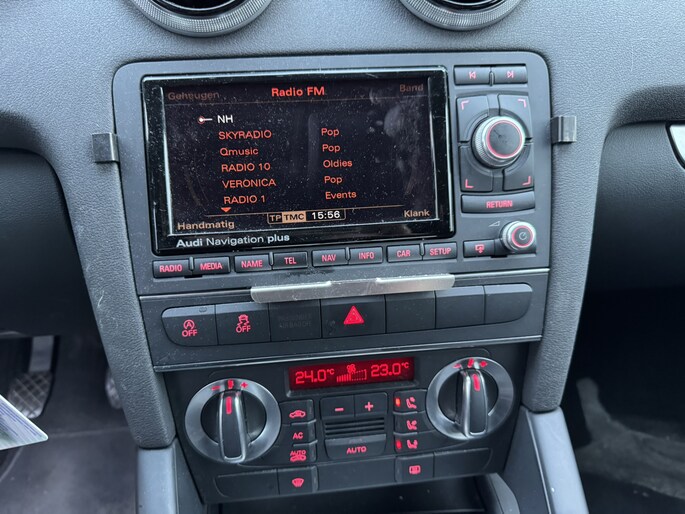 Geheugen Radio FM Band
NH
SKYRADIO Pop
Qmusic Pop
RADIO 10 Oldies
VERONICA Pop
RADIO 1 Events
Handmatig TP TMC 15:56 Klank
Audi Navigation plus
RETURN
RADIO MEDIA NAME TEL NAV INFO CAR SETUP
OFF OFF
24.0°C 23.0°C
AC
AUTO AUTO